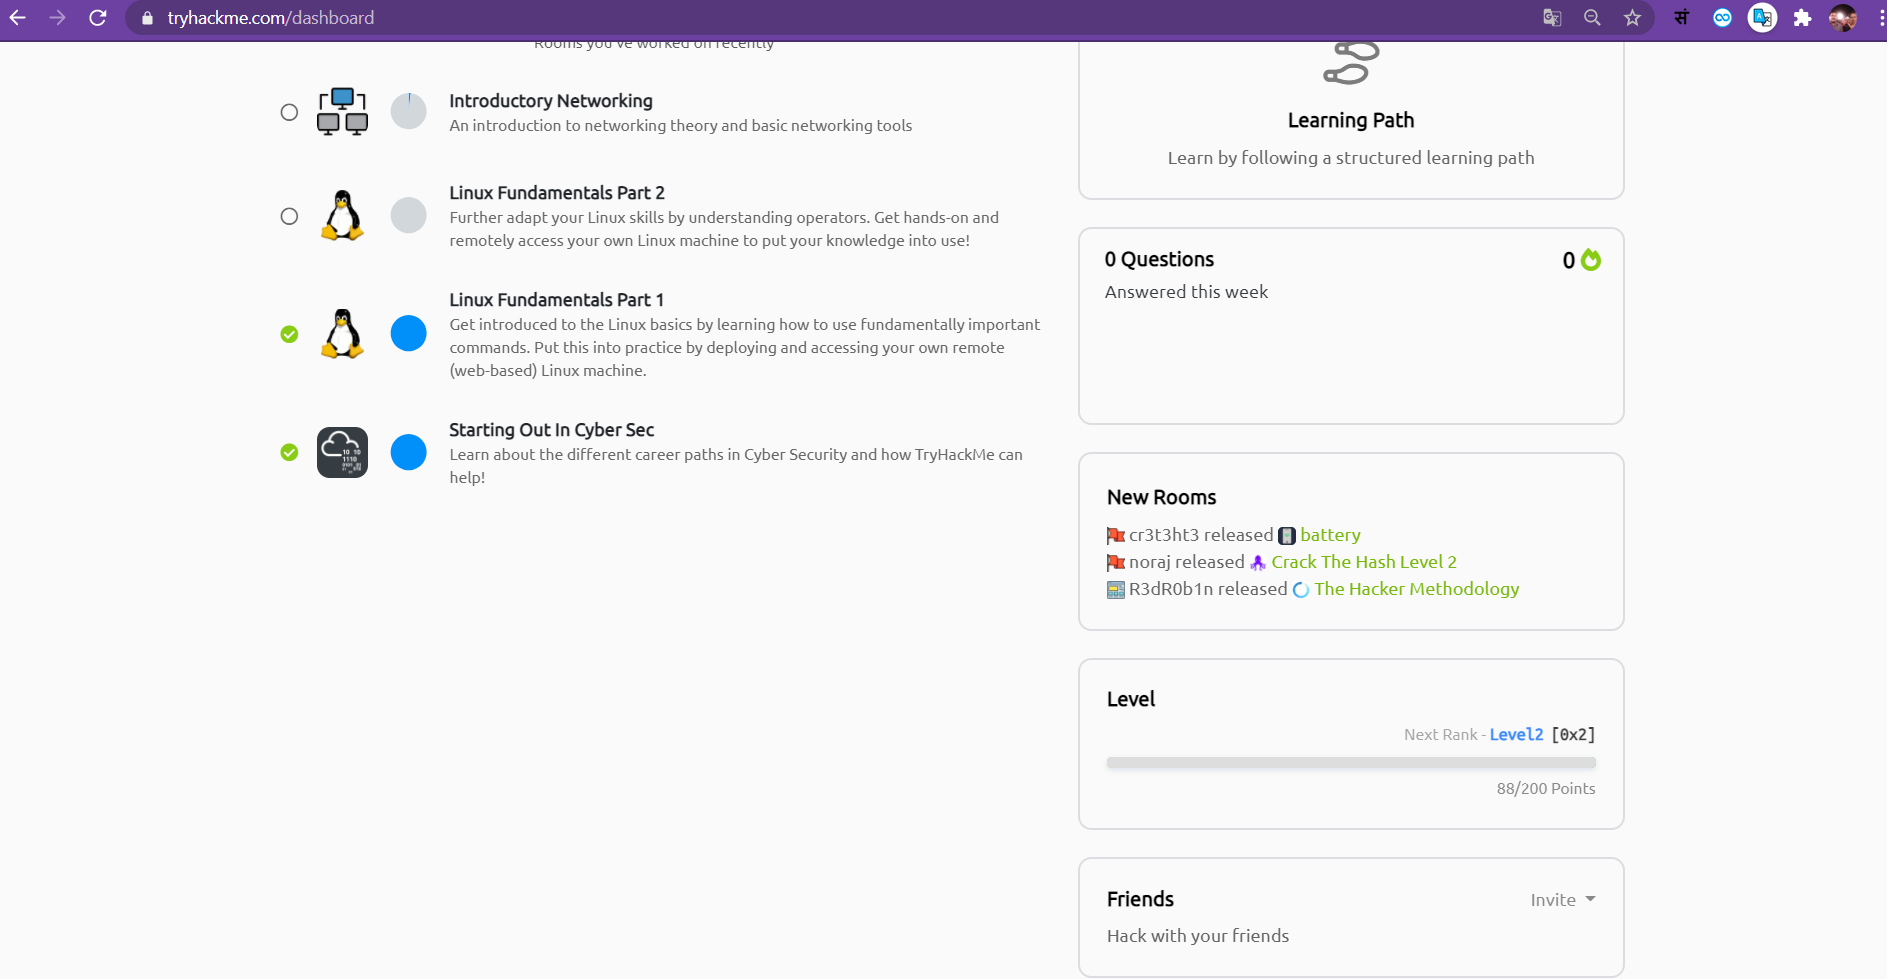 tryhackme.com/dashboard
सं
Rooms you've worked on recently
Introductory Networking
An introduction to networking theory and basic networking tools
Linux Fundamentals Part 2
Further adapt your Linux skills by understanding operators. Get hands-on and
remotely access your own Linux machine to put your knowledge into use!
Linux Fundamentals Part 1
Get introduced to the Linux basics by learning how to use fundamentally important
commands. Put this into practice by deploying and accessing your own remote
(web-based) Linux machine.
Starting Out In Cyber Sec
Learn about the different career paths in Cyber Security and how TryHackMe can
help!
Learning Path
Learn by following a structured learning path
0 Questions 0
Answered this week
New Rooms
cr3t3ht3 released battery
noraj released Crack The Hash Level 2
R3dR0b1n released The Hacker Methodology
Level
Next Rank - Level2 [0x2]
88/200 Points
Friends Invite
Hack with your friends